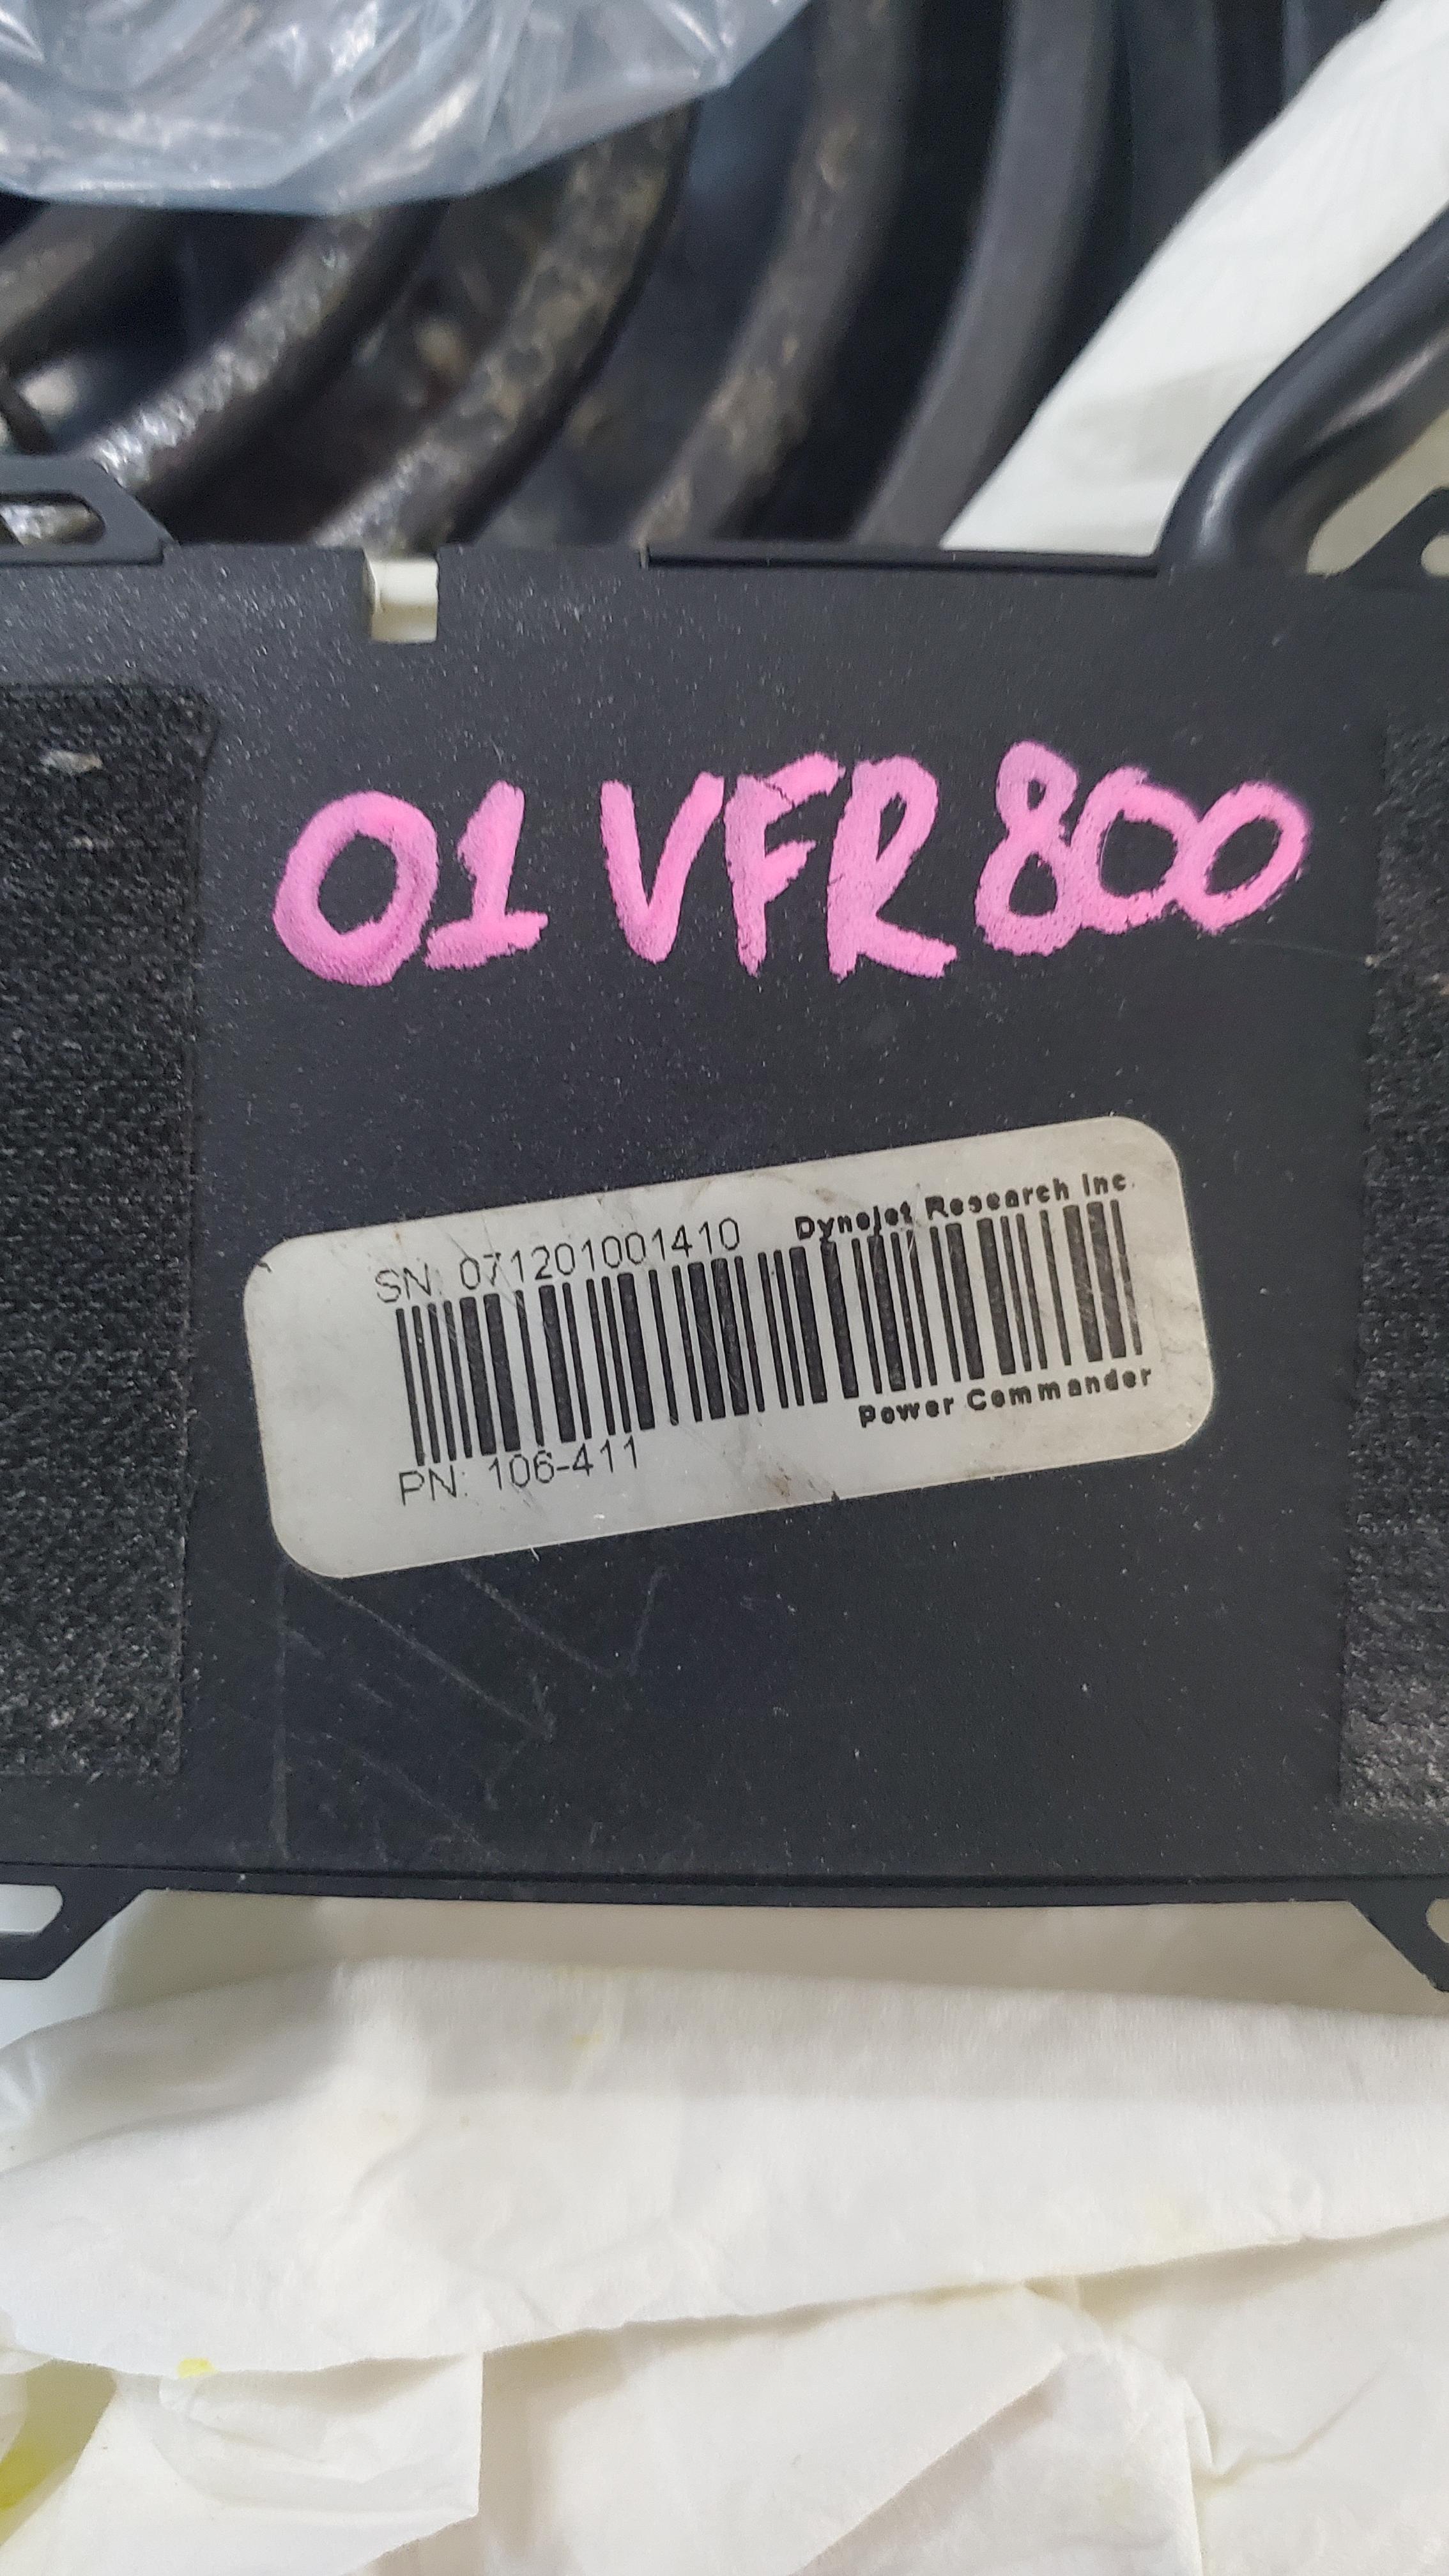 01 VFR 800
SN: 071201001410 Dynojet Research Inc.
PN: 106-411 Power Commander